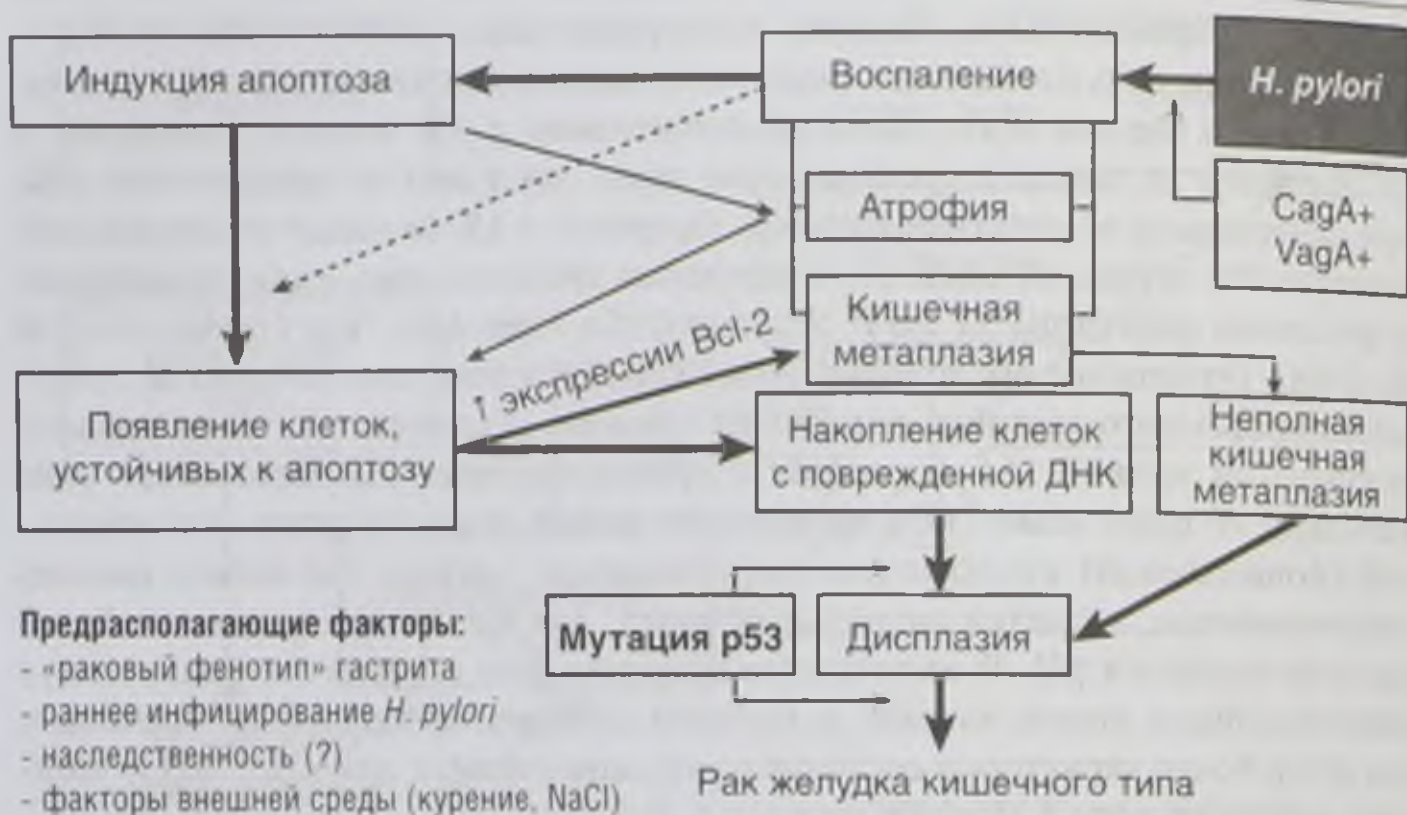 Индукция апоптоза
Воспаление
H. pylori
CagA+
VagA+
Атрофия
Кишечная
метаплазия
↑ экспрессии Bcl-2
Появление клеток,
устойчивых к апоптозу
Накопление клеток
с поврежденной ДНК
Неполная
кишечная
метаплазия
Мутация p53
Дисплазия
Рак желудка кишечного типа
Предрасполагающие факторы:
- «раковый фенотип» гастрита
- раннее инфицирование H. pylori
- наследственность (?)
- факторы внешней среды (курение, NaCl)